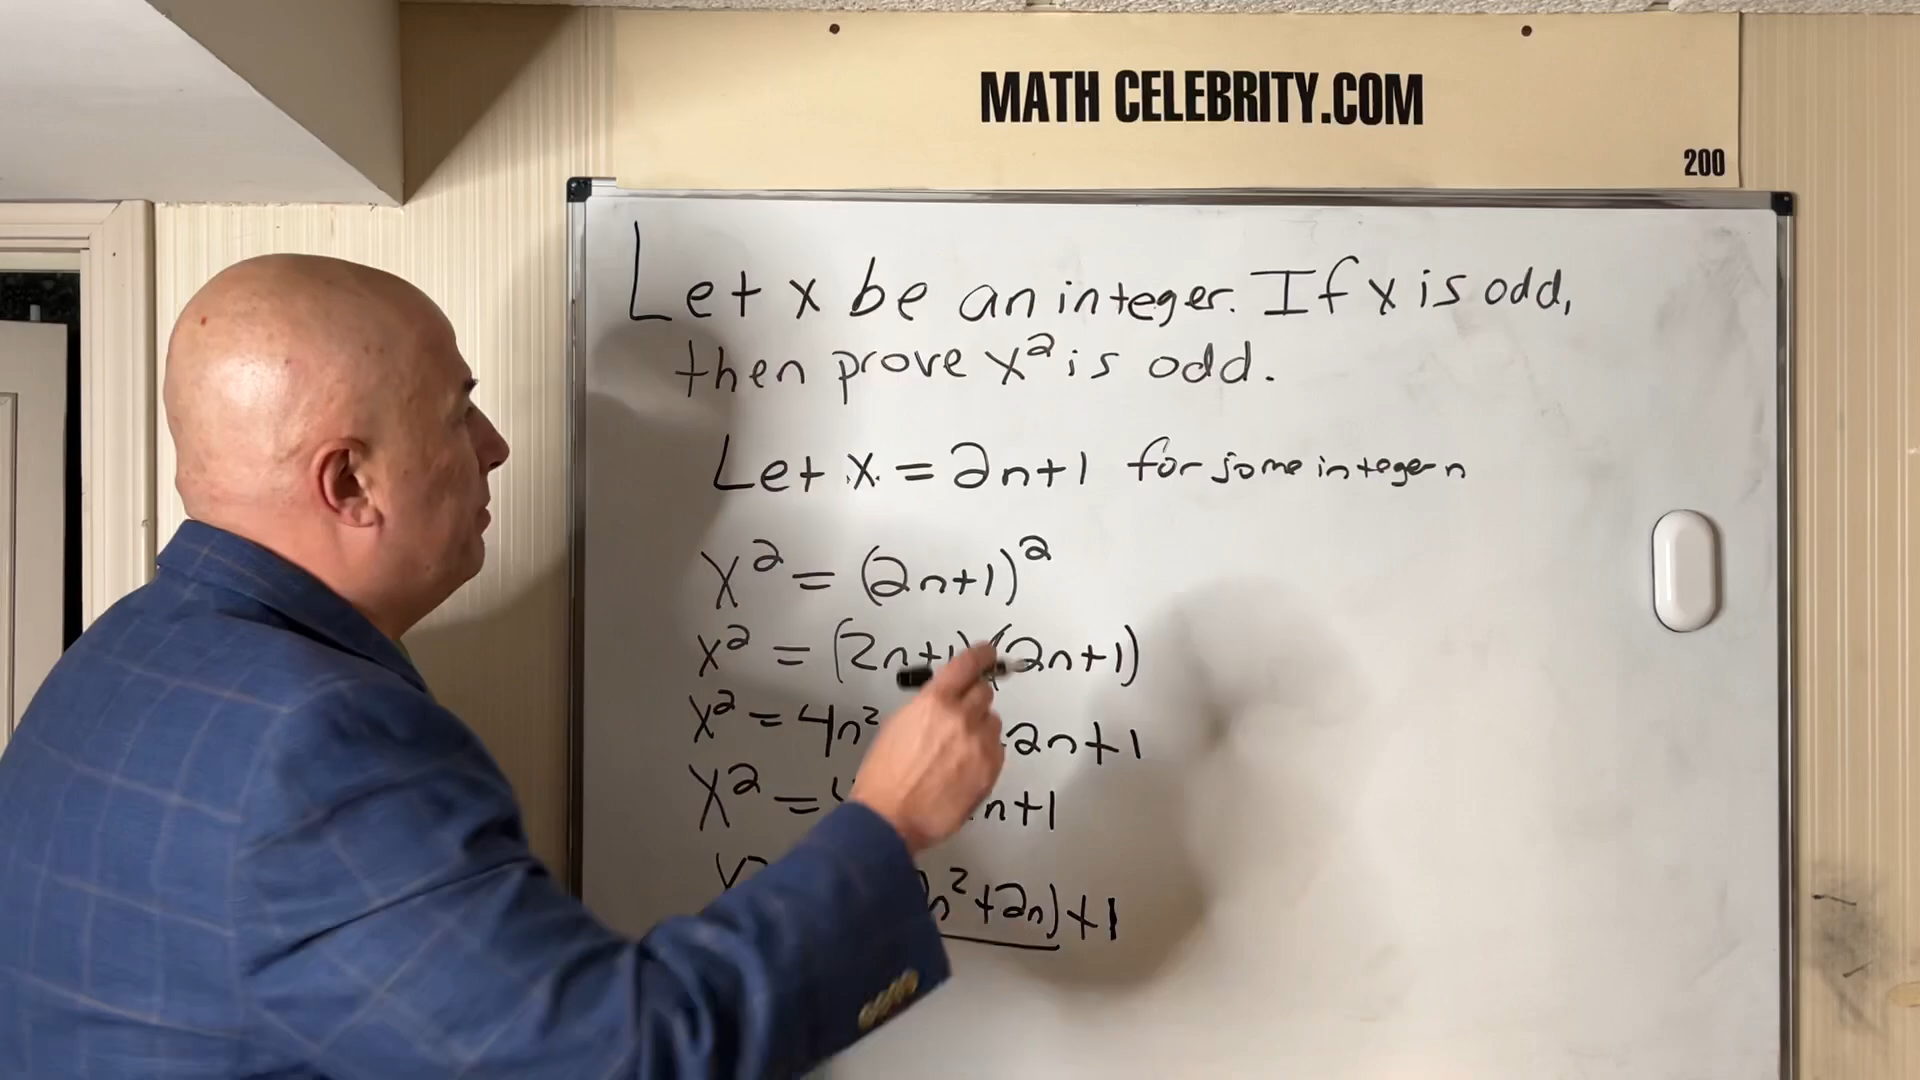 MATH CELEBRITY.COM
200
Let x be an integer. If x is odd,
then prove x² is odd.
Let x = 2n+1 for some integer n
x² = (2n+1)²
x² = (2n+1)(2n+1)
x² = 4n² 2n+1
x² = n+1
n²+2n)+1